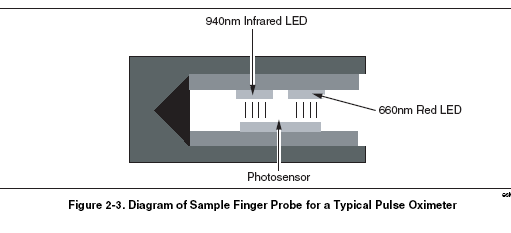 940nm Infrared LED
660nm Red LED
Photosensor
Figure 2-3. Diagram of Sample Finger Probe for a Typical Pulse Oximeter